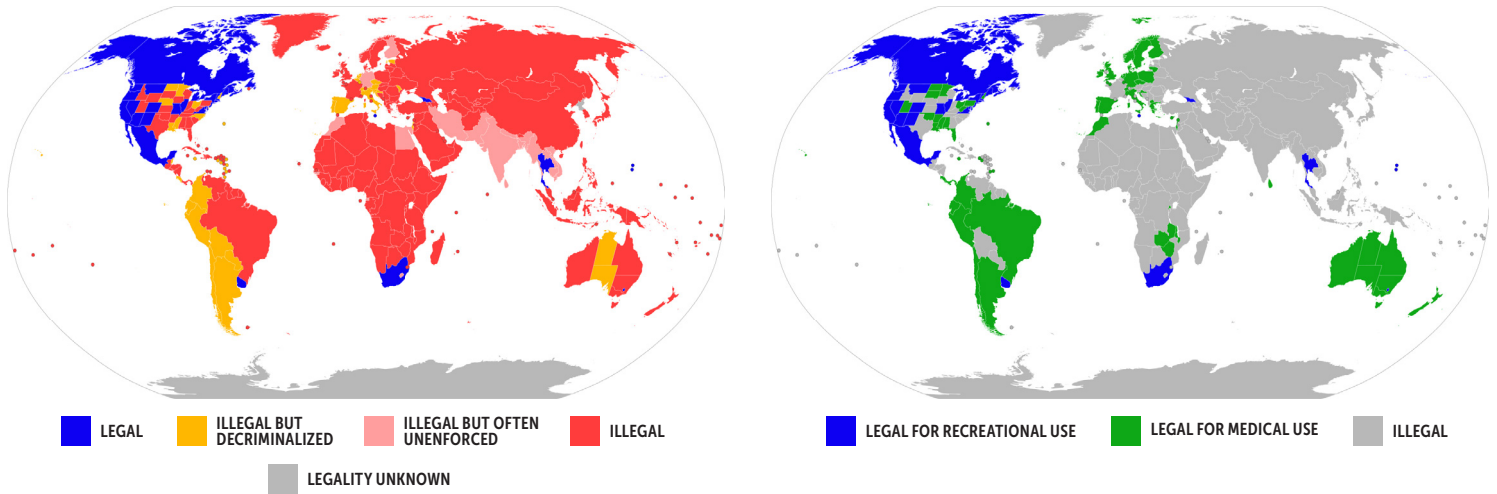 LEGAL
ILLEGAL BUT
DECRIMINALIZED
ILLEGAL BUT OFTEN
UNENFORCED
ILLEGAL
LEGALITY UNKNOWN
LEGAL FOR RECREATIONAL USE
LEGAL FOR MEDICAL USE
ILLEGAL